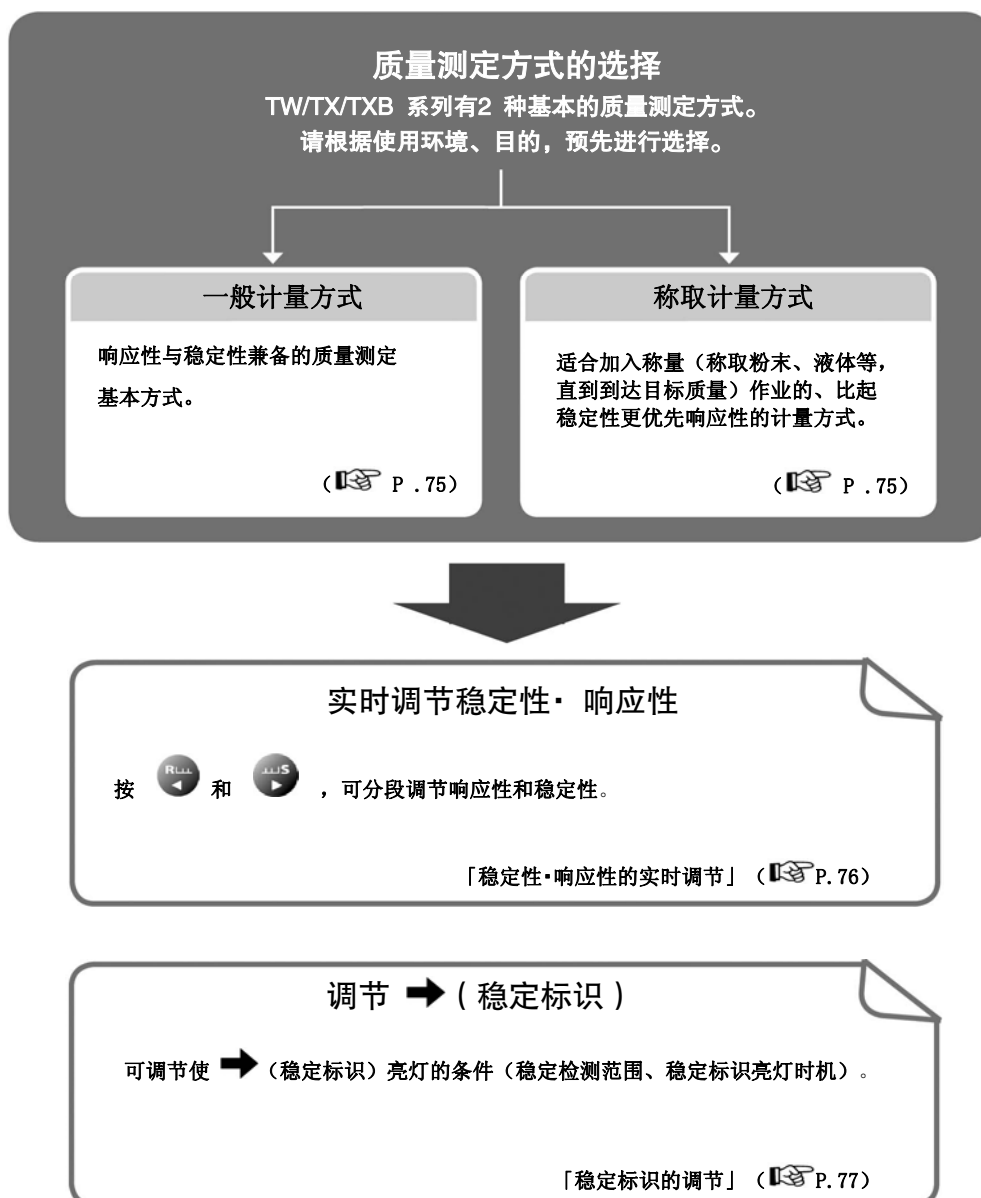 质量测定方式的选择
TW/TX/TXB 系列有2 种基本的质量测定方式。
请根据使用环境、目的，预先进行选择。
一般计量方式
响应性与稳定性兼备的质量测定
基本方式。
（ P .75）
称取计量方式
适合加入称量（称取粉末、液体等，
直到到达目标质量）作业的、比起
稳定性更优先响应性的计量方式。
（ P .75）
实时调节稳定性· 响应性
按 R 和 S ，可分段调节响应性和稳定性。
「稳定性·响应性的实时调节」（P.76）
调节 ➡ （稳定标识）
可调节使 ➡ （稳定标识）亮灯的条件（稳定检测范围、稳定标识亮灯时机）。
「稳定标识的调节」（P.77）